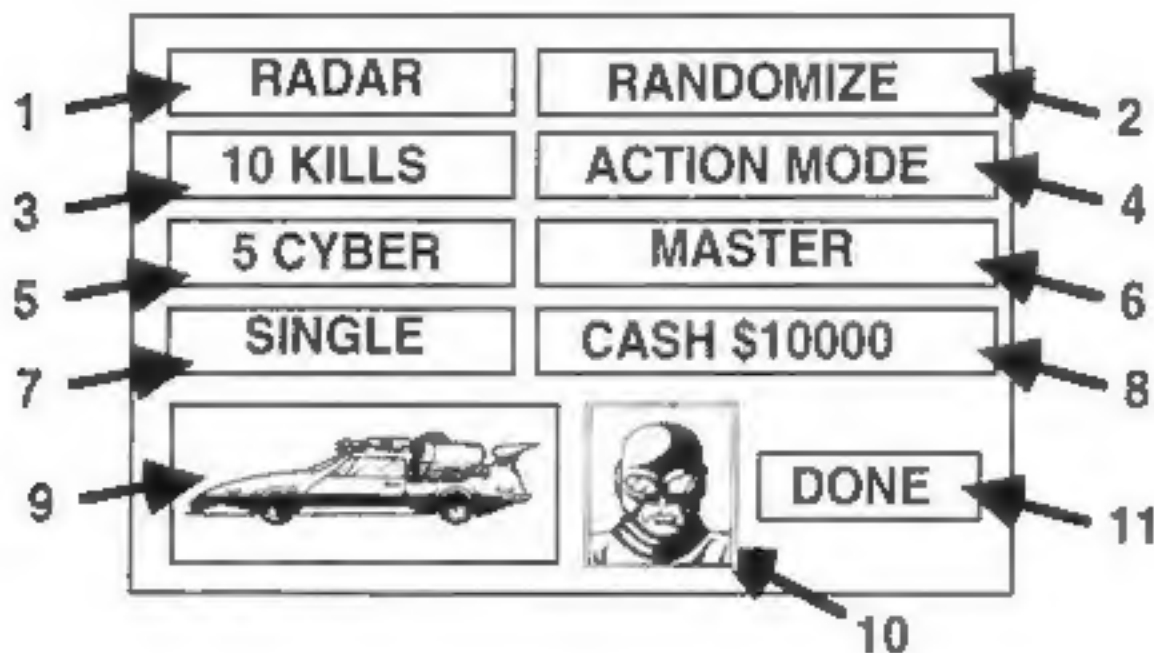 1 RADAR RANDOMIZE 2
3 10 KILLS ACTION MODE 4
5 5 CYBER MASTER 6
7 SINGLE CASH $10000 8
9 DONE 11
10